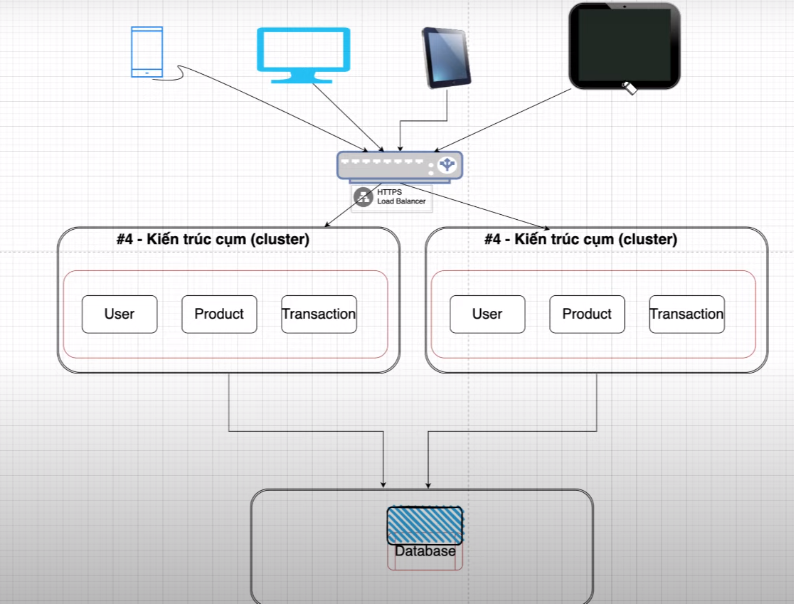 HTTPS
Load Balancer
#4 - Kiến trúc cụm (cluster)
#4 - Kiến trúc cụm (cluster)
User
Product
Transaction
User
Product
Transaction
Database